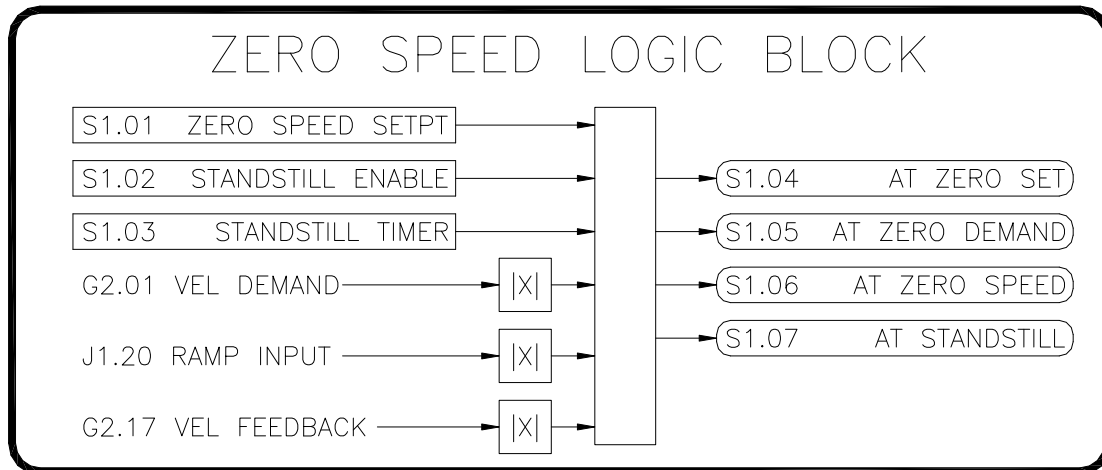 ZERO SPEED LOGIC BLOCK
S1.01 ZERO SPEED SETPT
S1.02 STANDSTILL ENABLE
S1.03 STANDSTILL TIMER
G2.01 VEL DEMAND
|X|
J1.20 RAMP INPUT
|X|
G2.17 VEL FEEDBACK
|X|
S1.04 AT ZERO SET
S1.05 AT ZERO DEMAND
S1.06 AT ZERO SPEED
S1.07 AT STANDSTILL